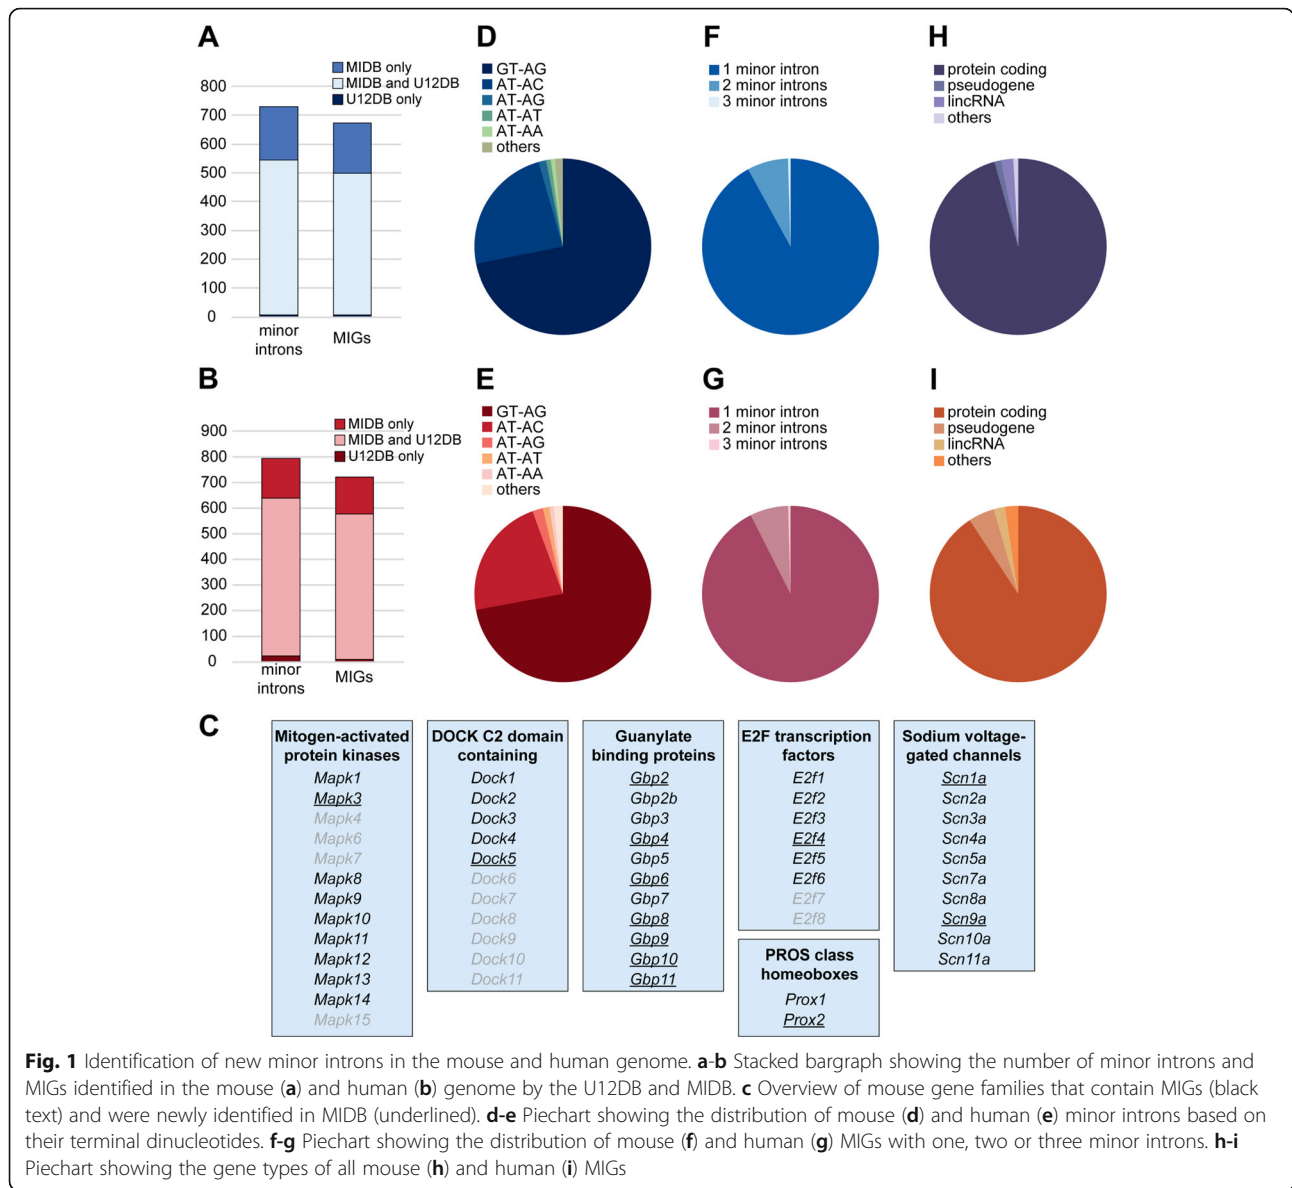 A
MIDB only
MIDB and U12DB
U12DB only
800
700
600
500
400
300
200
100
0
minor
introns
MIGs
D
GT-AG
AT-AC
AT-AG
AT-AT
AT-AA
others
F
1 minor intron
2 minor introns
3 minor introns
H
protein coding
pseudogene
lincRNA
others
B
MIDB only
MIDB and U12DB
U12DB only
900
800
700
600
500
400
300
200
100
0
minor
introns
MIGs
E
GT-AG
AT-AC
AT-AG
AT-AT
AT-AA
others
G
1 minor intron
2 minor introns
3 minor introns
I
protein coding
pseudogene
lincRNA
others
C
Mitogen-activated
protein kinases
Mapk1
Mapk3
Mapk4
Mapk6
Mapk7
Mapk8
Mapk9
Mapk10
Mapk11
Mapk12
Mapk13
Mapk14
Mapk15
DOCK C2 domain
containing
Dock1
Dock2
Dock3
Dock4
Dock5
Dock6
Dock7
Dock8
Dock9
Dock10
Dock11
Guanylate
binding proteins
Gbp2
Gbp2b
Gbp3
Gbp4
Gbp5
Gbp6
Gbp7
Gbp8
Gbp9
Gbp10
Gbp11
E2F transcription
factors
E2f1
E2f2
E2f3
E2f4
E2f5
E2f6
E2f7
E2f8
PROS class
homeoboxes
Prox1
Prox2
Sodium voltage-
gated channels
Scn1a
Scn2a
Scn3a
Scn4a
Scn5a
Scn7a
Scn8a
Scn9a
Scn10a
Scn11a
Fig. 1 Identification of new minor introns in the mouse and human genome. a-b Stacked bargraph showing the number of minor introns and
MIGs identified in the mouse (a) and human (b) genome by the U12DB and MIDB. c Overview of mouse gene families that contain MIGs (black
text) and were newly identified in MIDB (underlined). d-e Piechart showing the distribution of mouse (d) and human (e) minor introns based on
their terminal dinucleotides. f-g Piechart showing the distribution of mouse (f) and human (g) MIGs with one, two or three minor introns. h-i
Piechart showing the gene types of all mouse (h) and human (i) MIGs